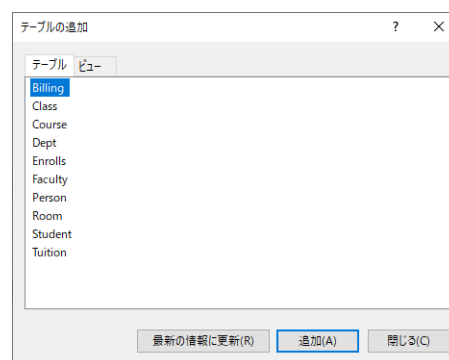 テーブルの追加
テーブル ビュー
Billing
Class
Course
Dept
Enrolls
Faculty
Person
Room
Student
Tuition
最新の情報に更新(R) 追加(A) 閉じる(C)